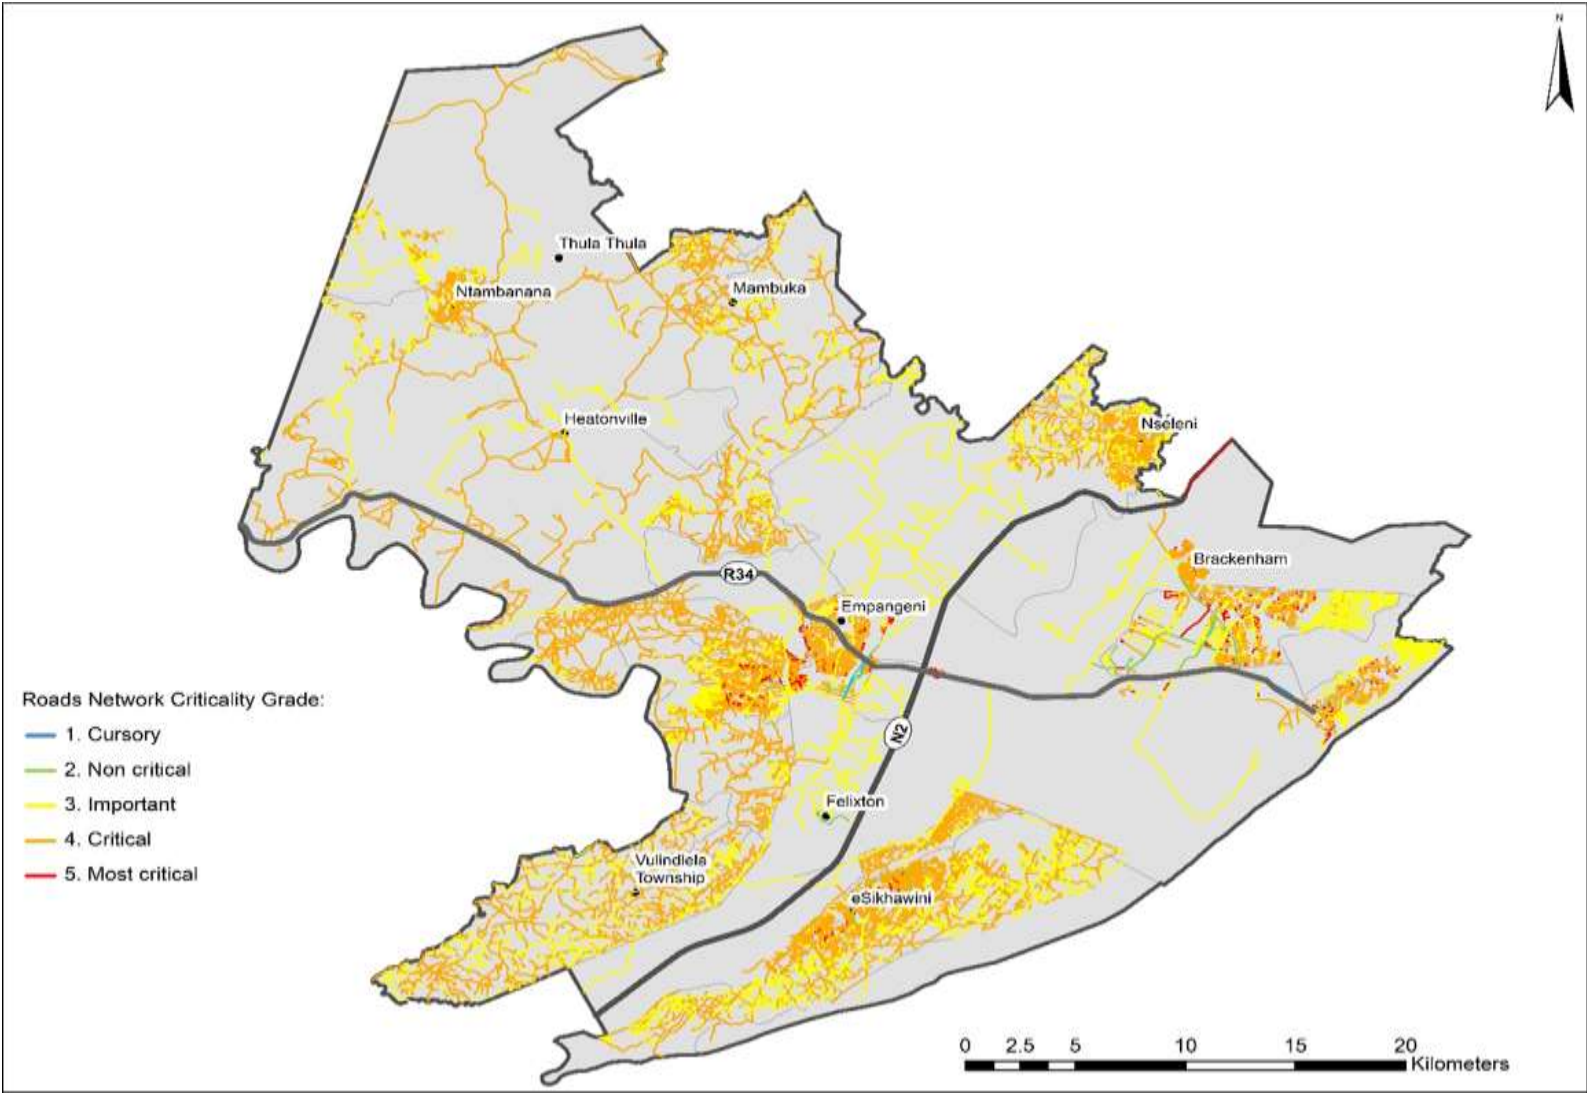 N
Thula Thula
Ntambanana
Mambuka
Heatonville
Nseleni
Brackenham
R34
Empangeni
Roads Network Criticality Grade:
1. Cursory
2. Non critical
3. Important
4. Critical
5. Most critical
N2
Felixton
Vulindlela
Township
eSikhawini
0 2.5 5 10 15 20
Kilometers